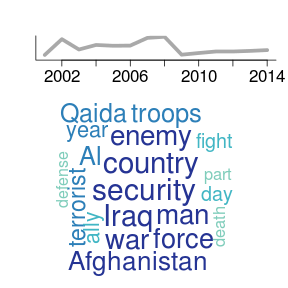 2002 2006 2010 2014
Qaida troops
year enemy fight
Al country
defense terrorist security part
day
ally Iraq man death
war force
Afghanistan